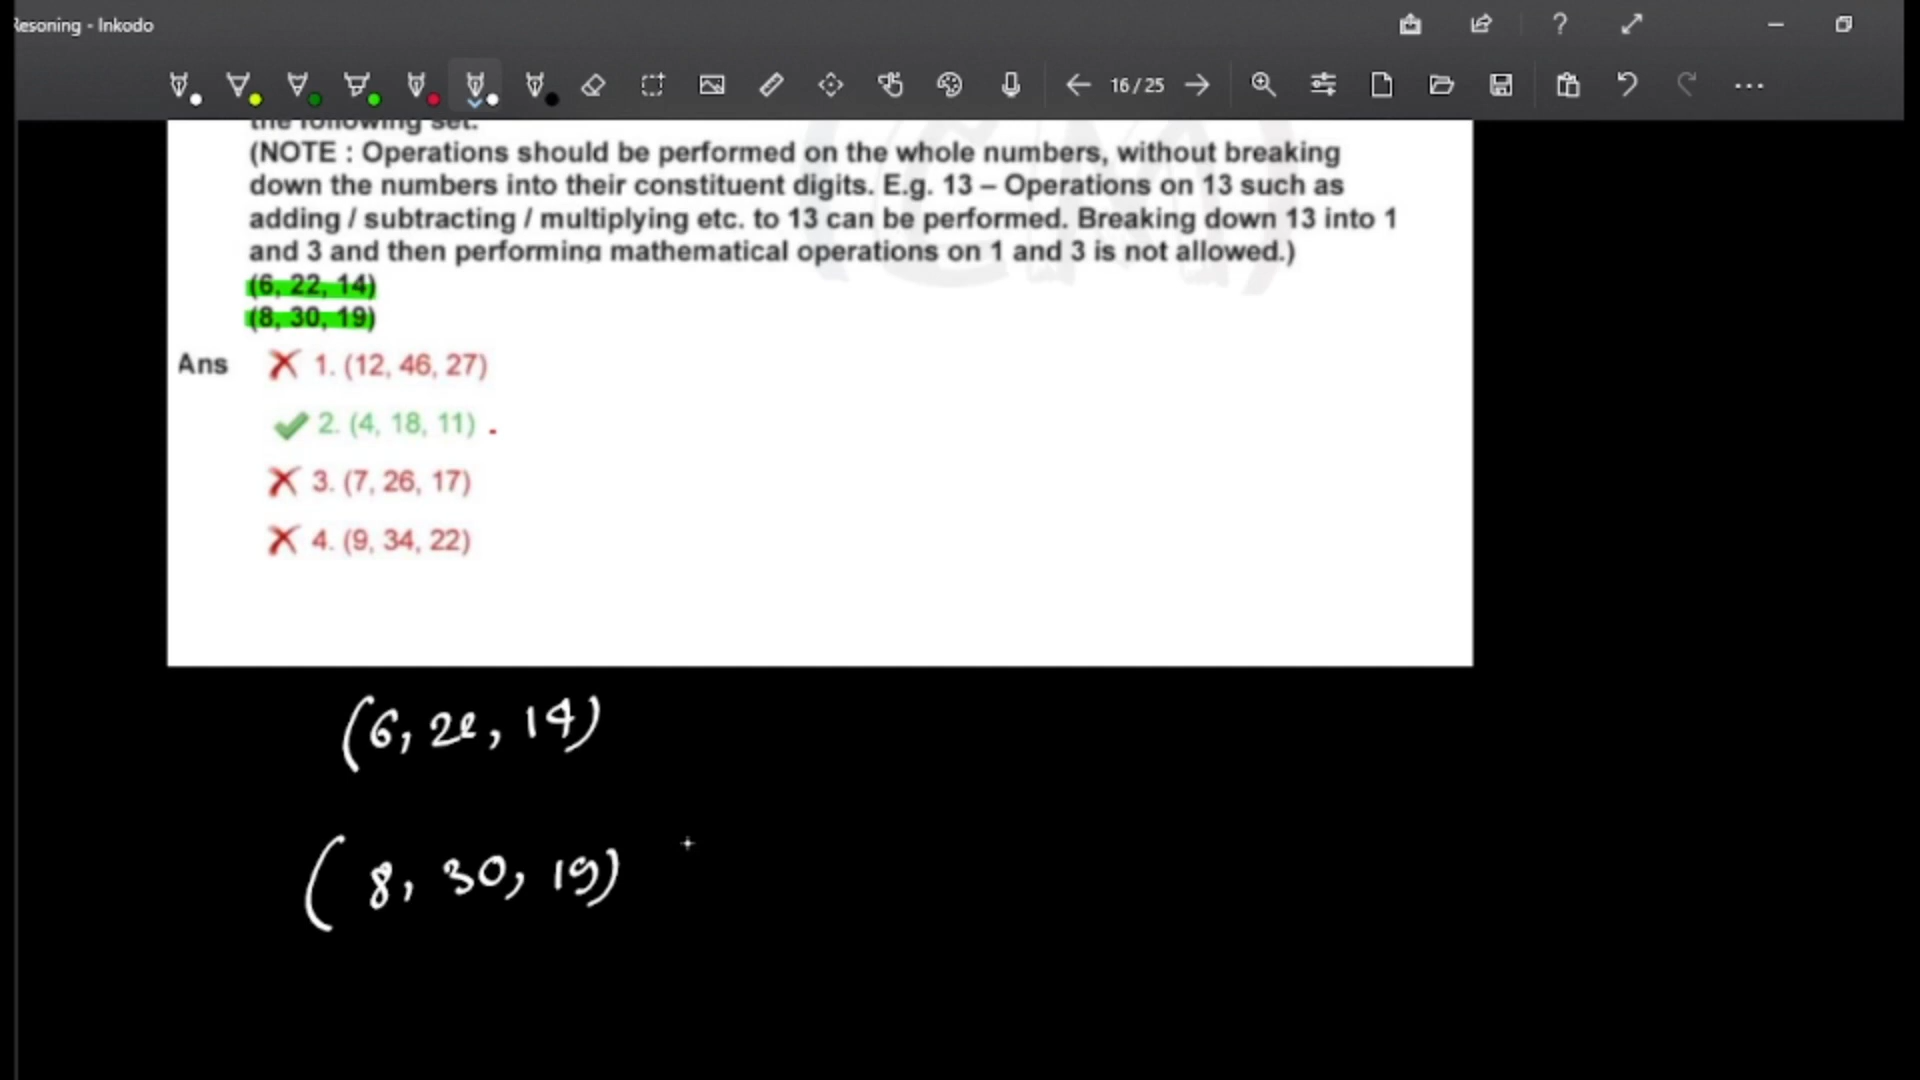 Resoning - Inkodo
16 / 25
the following set.
(NOTE : Operations should be performed on the whole numbers, without breaking
down the numbers into their constituent digits. E.g. 13 – Operations on 13 such as
adding / subtracting / multiplying etc. to 13 can be performed. Breaking down 13 into 1
and 3 and then performing mathematical operations on 1 and 3 is not allowed.)
(6, 22, 14)
(8, 30, 19)
Ans 1. (12, 46, 27)
2. (4, 18, 11) .
3. (7, 26, 17)
4. (9, 34, 22)
(6, 22, 14)
(8, 30, 19)